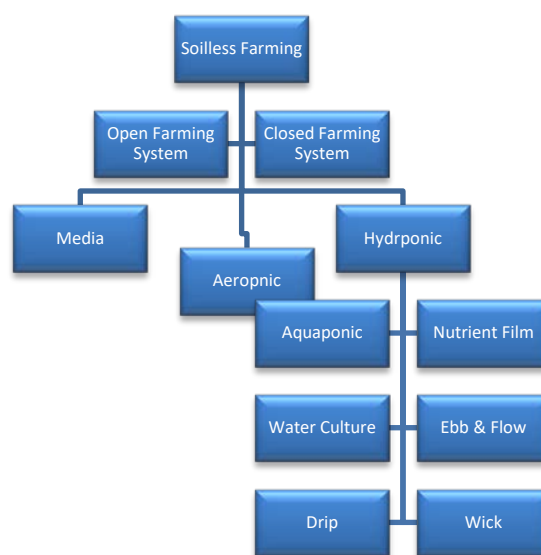 Soilless Farming
Open Farming
System
Closed Farming
System
Media
Aeropnic
Hydrponic
Aquaponic
Nutrient Film
Water Culture
Ebb & Flow
Drip
Wick